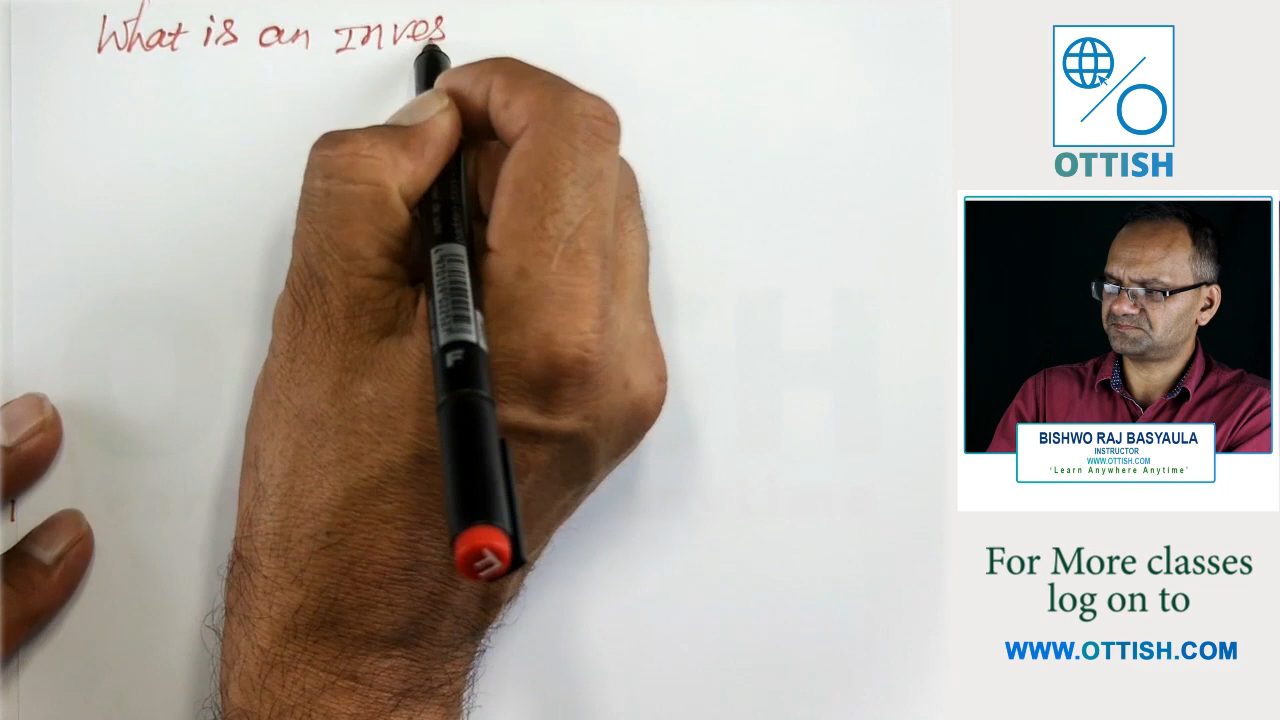 What is an Inves
F
F
OTTISH
BISHWO RAJ BASYAULA
INSTRUCTOR
WWW.OTTISH.COM
'Learn Anywhere Anytime'
For More classes
log on to
WWW.OTTISH.COM